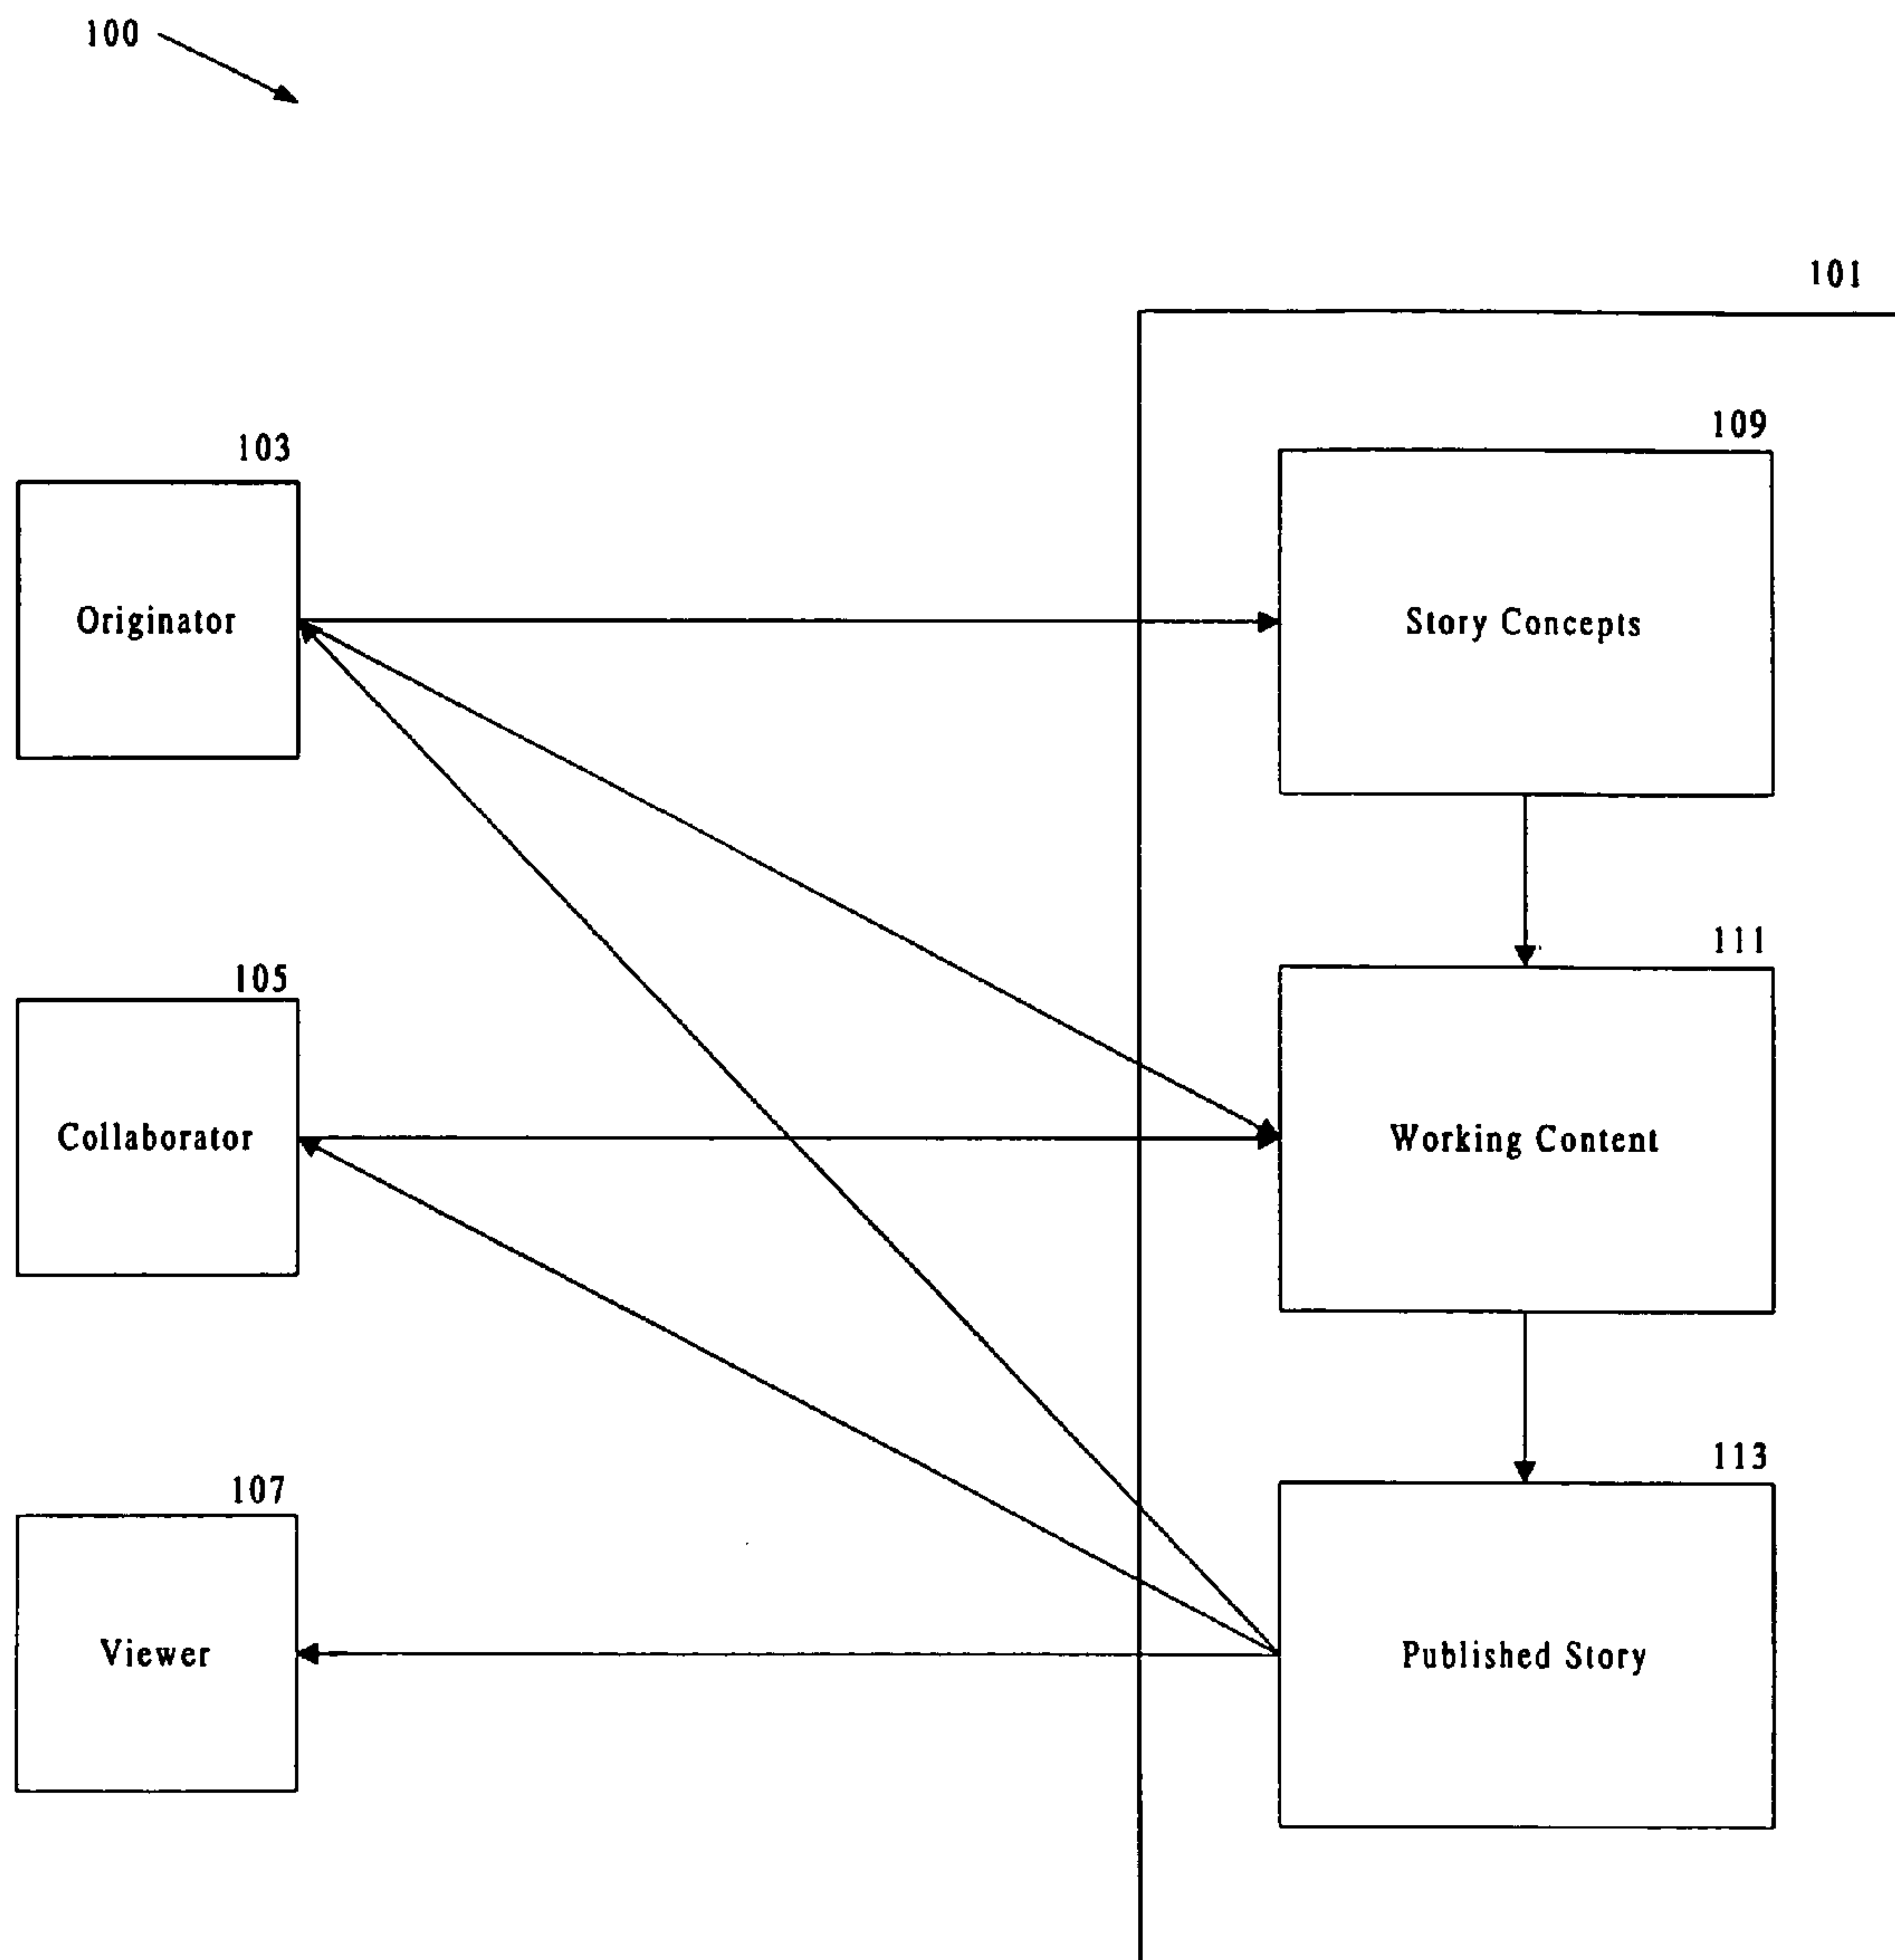 100
101
109
103
Originator
Story Concepts
111
105
Collaborator
Working Content
113
107
Viewer
Published Story